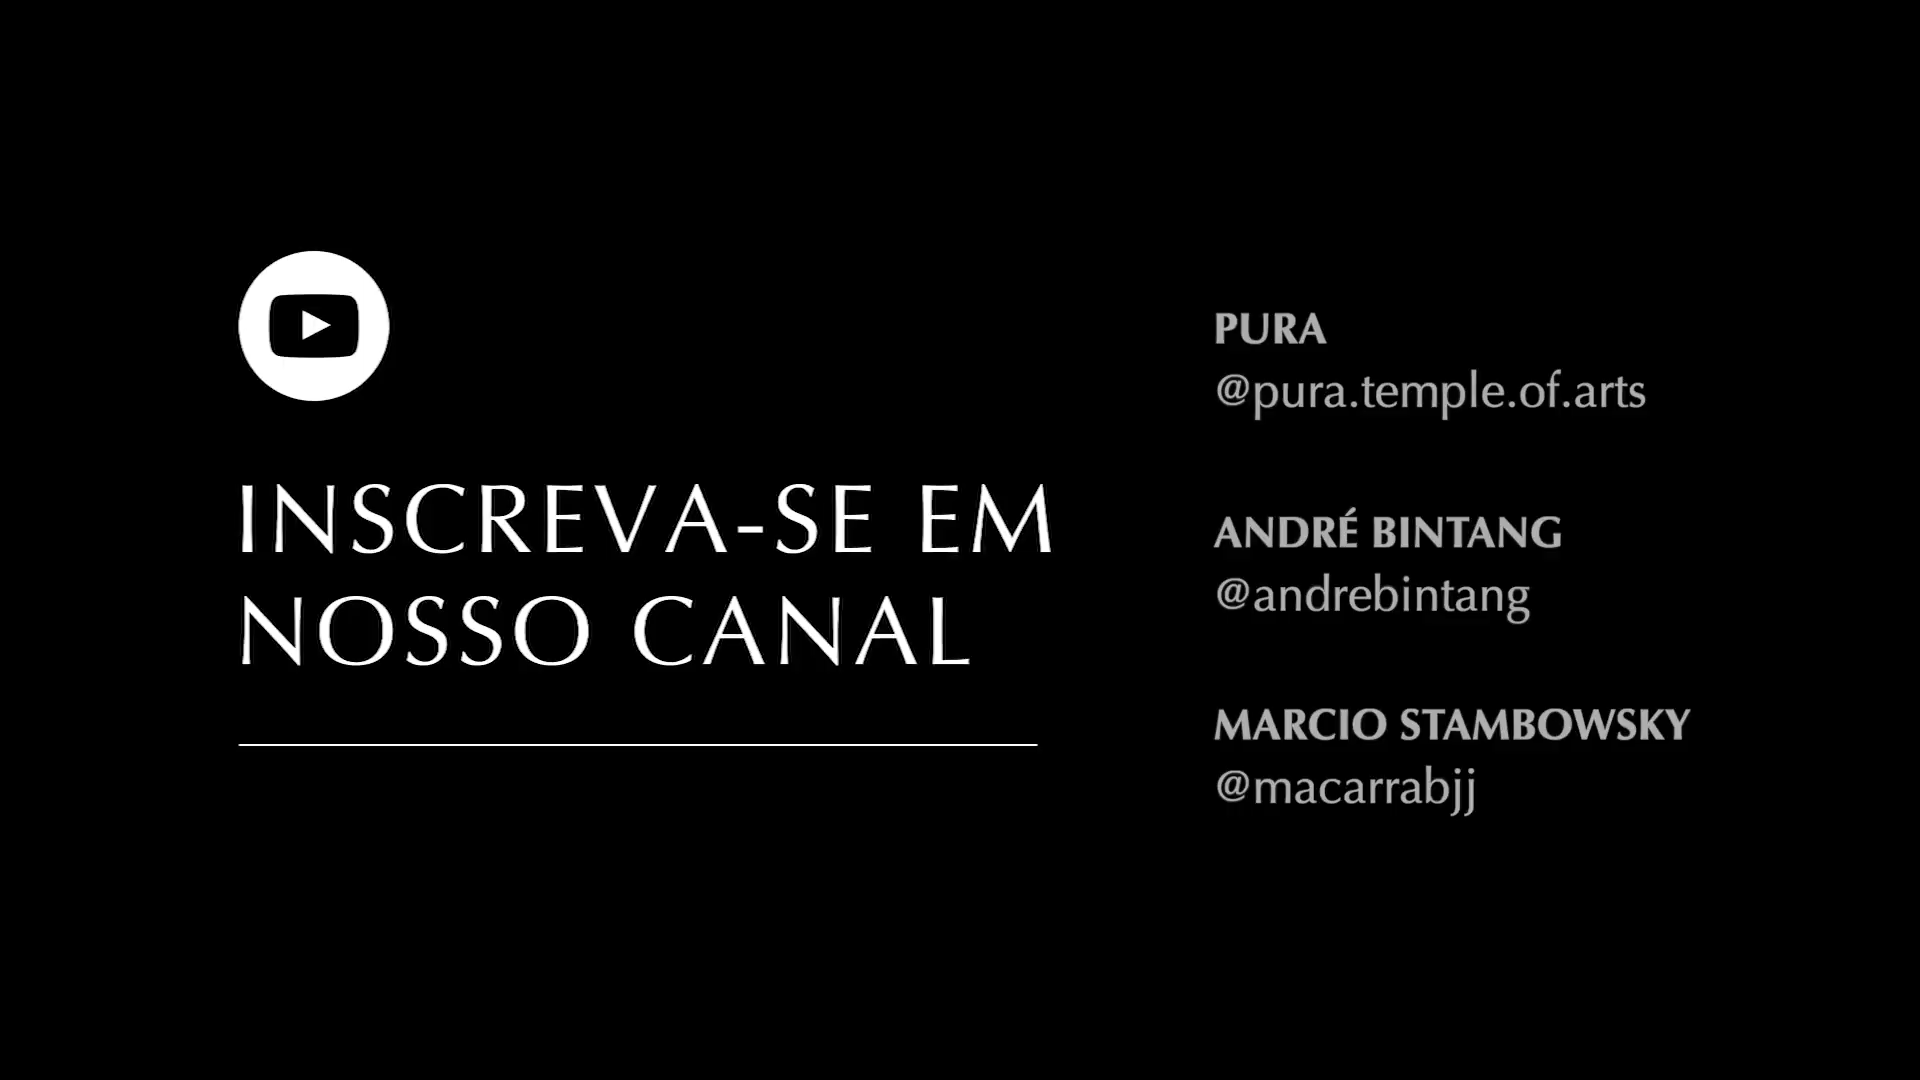 INSCREVA-SE EM
NOSSO CANAL
PURA
@pura.temple.of.arts
ANDRÉ BINTANG
@andrebintang
MARCIO STAMBOWSKY
@macarrabjj